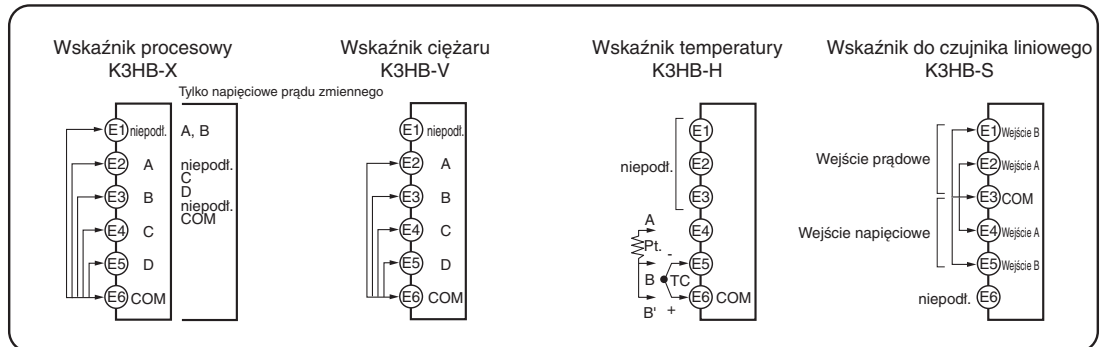 Wskaźnik procesowy
K3HB-X
Tylko napięciowe prądu zmiennego
E1 niepodł. A, B
E2 A niepodł.
C
E3 B D
niepodł.
E4 C COM
E5 D
E6 COM
Wskaźnik ciężaru
K3HB-V
E1 niepodł.
E2 A
E3 B
E4 C
E5 D
E6 COM
Wskaźnik temperatury
K3HB-H
E1
niepodł. E2
E3
A E4
Pt. - E5
B TC
E6 COM
B' +
Wskaźnik do czujnika liniowego
K3HB-S
E1 Wejście B
Wejście prądowe E2 Wejście A
E3 COM
Wejście napięciowe E4 Wejście A
E5 Wejście B
niepodł. E6